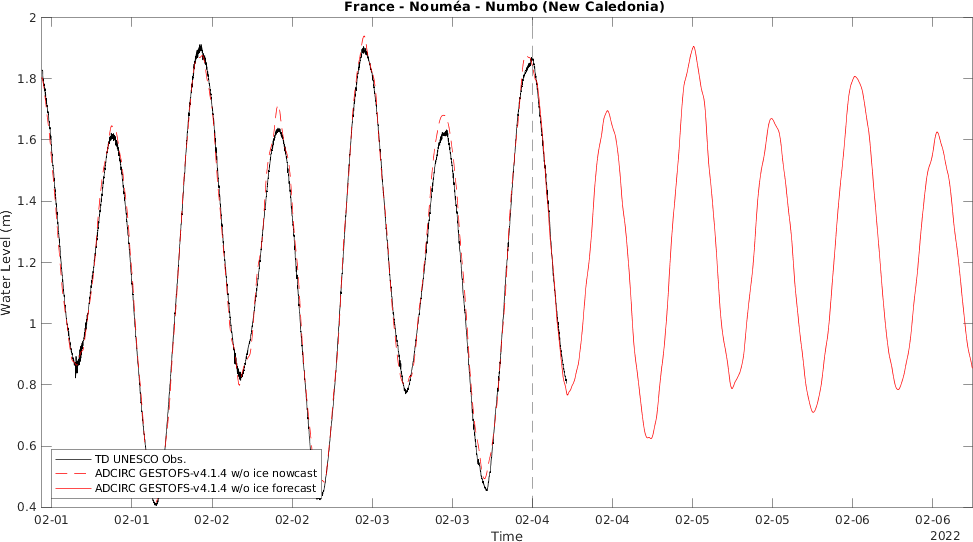 France - Nouméa - Numbo (New Caledonia)
2
1.8
1.6
1.4
1.2
1
0.8
0.6
0.4
Water Level (m)
TD UNESCO Obs.
ADCIRC GESTOFS-v4.1.4 w/o ice nowcast
ADCIRC GESTOFS-v4.1.4 w/o ice forecast
02-01 02-01 02-02 02-02 02-03 02-03 02-04 02-04 02-05 02-05 02-06 02-06
Time
2022